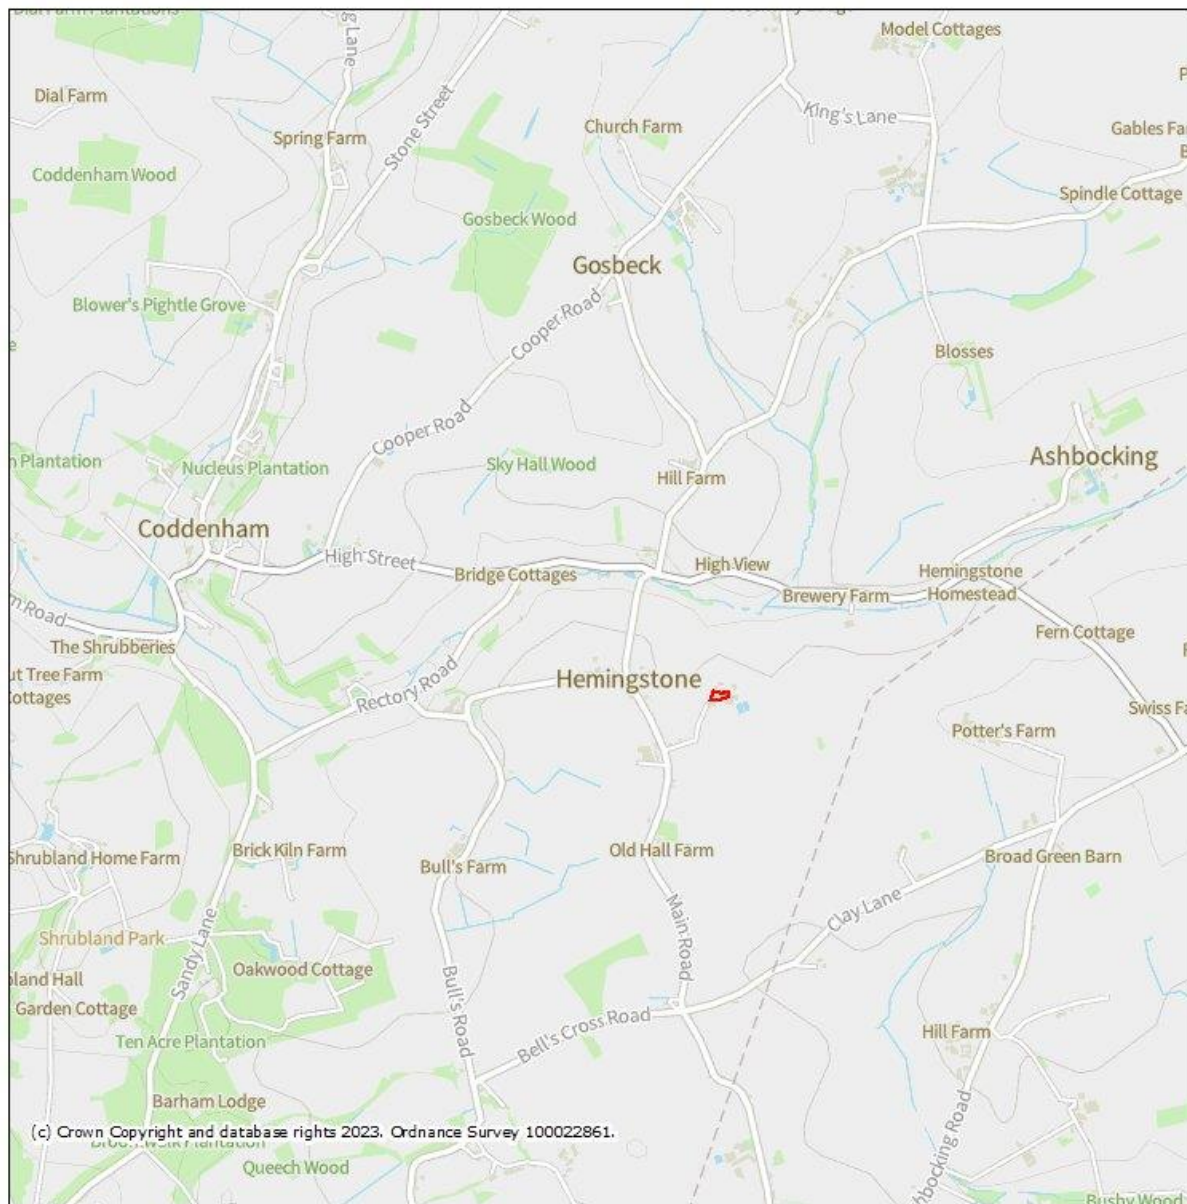 Model Cottages
Dial Farm
g Lane
Stone Street
Spring Farm
Church Farm
King's Lane
Gables Fa
Coddenham Wood
Spindle Cottage
Gosbeck Wood
Gosbeck
Blower's Pightle Grove
Cooper Road
Blosses
Cooper Road
Ashbocking
n Plantation
Nucleus Plantation
Sky Hall Wood
Hill Farm
Coddenham
High Street
Bridge Cottages
High View
Hemingstone
Homestead
Brewery Farm
m Road
Fern Cottage
The Shrubberies
ut Tree Farm
Cottages
Rectory Road
Hemingstone
Swiss Fa
Potter's Farm
Shrubland Home Farm
Brick Kiln Farm
Bull's Farm
Old Hall Farm
Broad Green Barn
Clay Lane
Main Road
Shrubland Park
Sandy Lane
Oakwood Cottage
bland Hall
Garden Cottage
Bull's Road
Bell's Cross Road
Ten Acre Plantation
Hill Farm
Barham Lodge
(c) Crown Copyright and database rights 2023. Ordnance Survey 100022861.
Queech Wood
hbocking Road
Bushy Wood